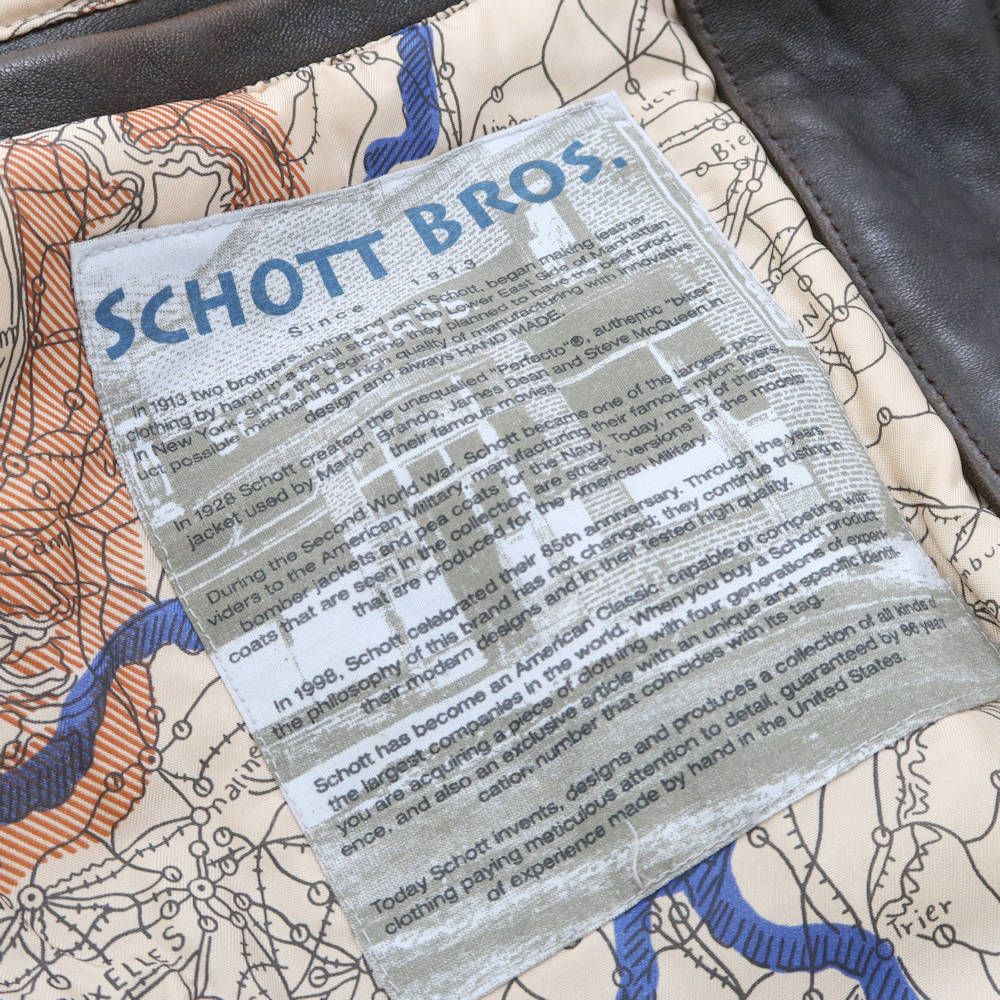 SCHOTT BROS.
Since 1913
In 1913 two brothers, Irving and Jack Schott, began making leather
clothing by hand in a small store on the Lower East Side of Manhattan
in New York, since the beginning they planned to have the best prod-
uct possible maintaining a high quality of manufacturing with innovative
design and always HAND MADE.
In 1928 Schott created the unequalled "Perfecto"®, authentic "biker"
jacket used by Marlon Brando, James Dean and Steve McQueen in
their famous movies.
During the Second World War, Schott became one of the largest pro-
viders to the American Military, manufacturing their famous nylon flyers,
bomber jackets and pea coats for the Navy. Today, many of these
coats that are seen in the collection are street "versions" of the models
that are produced for the American Military.
In 1998, Schott celebrated their 85th anniversary. Through the years
the philosophy of this brand has not changed: they continue trusting in
their modern designs and in their tested high quality.
Schott has become an American Classic, capable of competing with
the largest companies in the world. When you buy a Schott product
you are acquiring a piece of clothing with four generations of experi-
ence, and also an exclusive article with an unique and specific identifi-
cation number that coincides with its tag.
Today Schott invents, designs and produces a collection of all kinds of
clothing paying meticulous attention to detail, guaranteed by 86 year
of experience made by hand in the United States.
Bie
uch
Trier